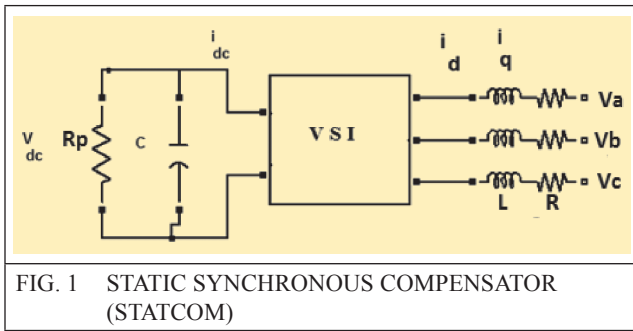 i
dc
i
d
i
q
V
dc
Rp
C
VSI
Va
Vb
Vc
L
R
FIG. 1 STATIC SYNCHRONOUS COMPENSATOR
(STATCOM)